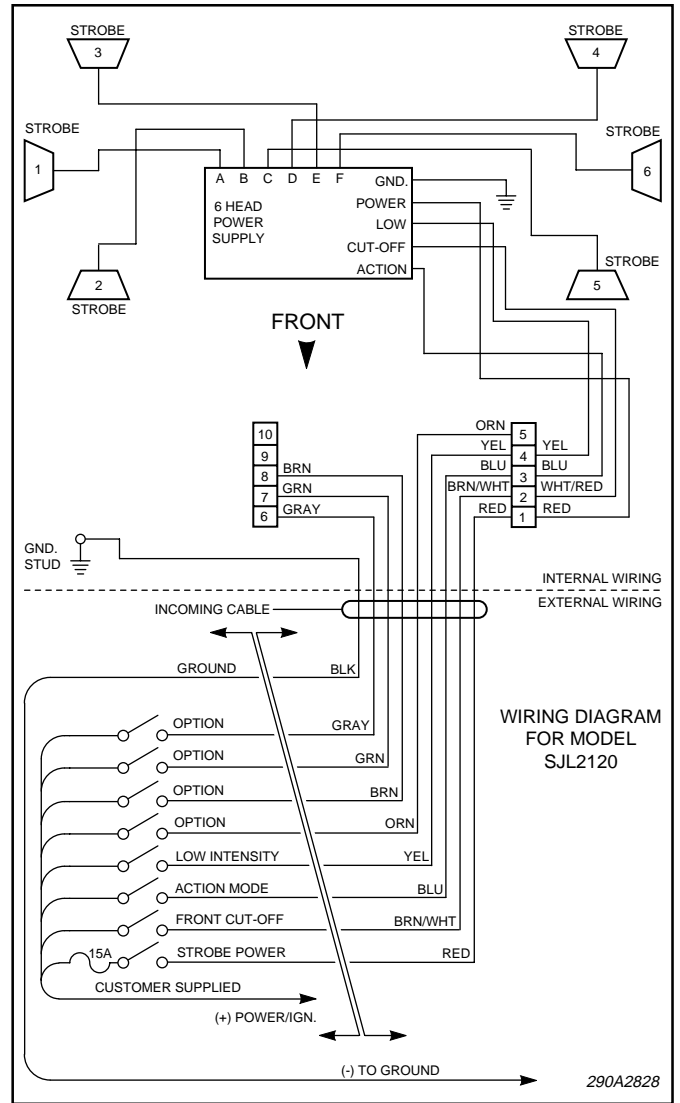 STROBE
3
STROBE
4
STROBE
1
STROBE
6
A B C D E F
6 HEAD
POWER
SUPPLY
GND.
POWER
LOW
CUT-OFF
ACTION
2
STROBE
STROBE
5
FRONT
10
9
8 BRN
7 GRN
6 GRAY
ORN 5
YEL 4 YEL
BLU 3 BLU
BRN/WHT 2 WHT/RED
RED 1 RED
GND.
STUD
INTERNAL WIRING
EXTERNAL WIRING
INCOMING CABLE
GROUND BLK
OPTION GRAY
OPTION GRN
OPTION BRN
OPTION ORN
LOW INTENSITY YEL
ACTION MODE BLU
FRONT CUT-OFF BRN/WHT
15A STROBE POWER RED
CUSTOMER SUPPLIED
(+) POWER/IGN.
(-) TO GROUND
WIRING DIAGRAM
FOR MODEL
SJL2120
290A2828